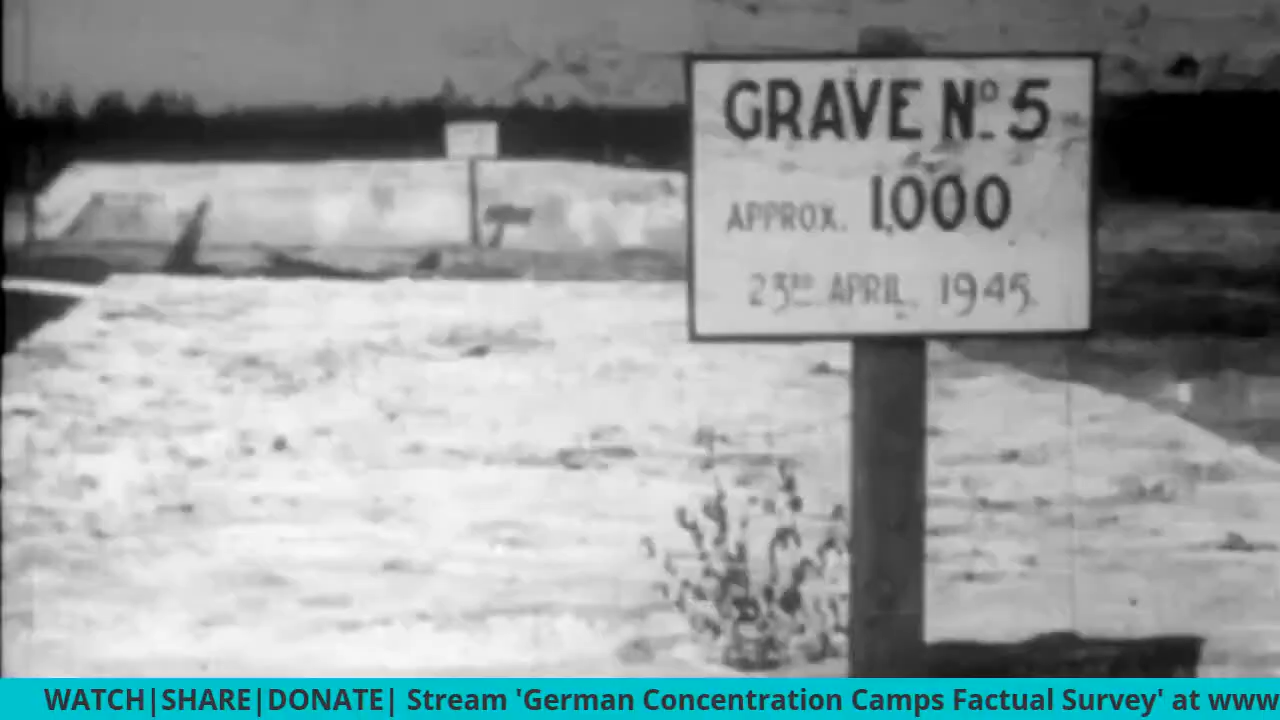 GRAVE Nº 5
APPROX. 1,000
23RD APRIL 1945.
WATCH|SHARE|DONATE| Stream 'German Concentration Camps Factual Survey' at www